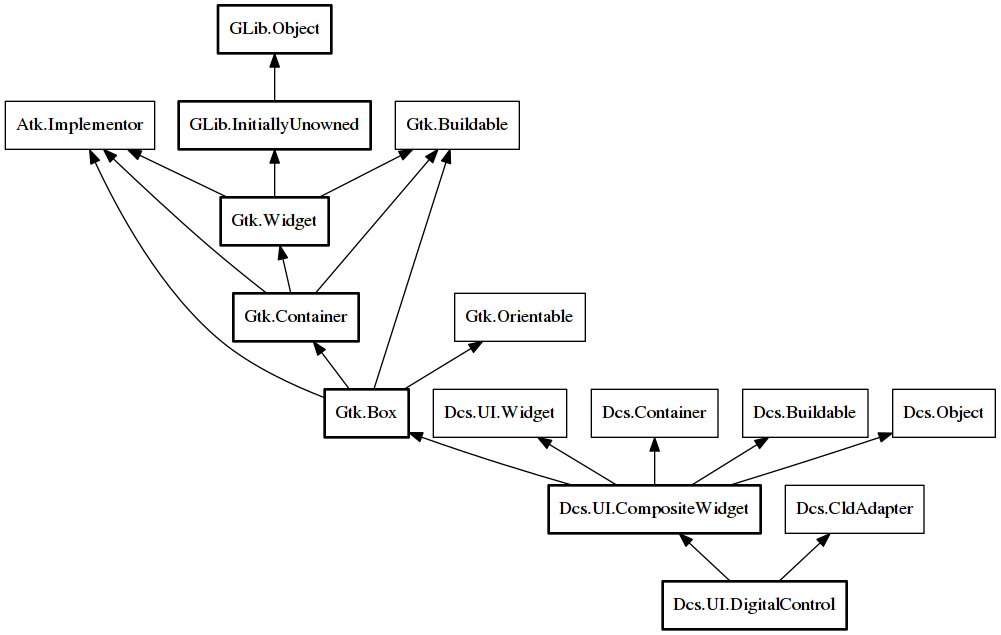 GLib.Object
Atk.Implementor
GLib.InitiallyUnowned
Gtk.Buildable
Gtk.Widget
Gtk.Container
Gtk.Orientable
Gtk.Box
Dcs.UI.Widget
Dcs.Container
Dcs.Buildable
Dcs.Object
Dcs.UI.CompositeWidget
Dcs.CldAdapter
Dcs.UI.DigitalControl